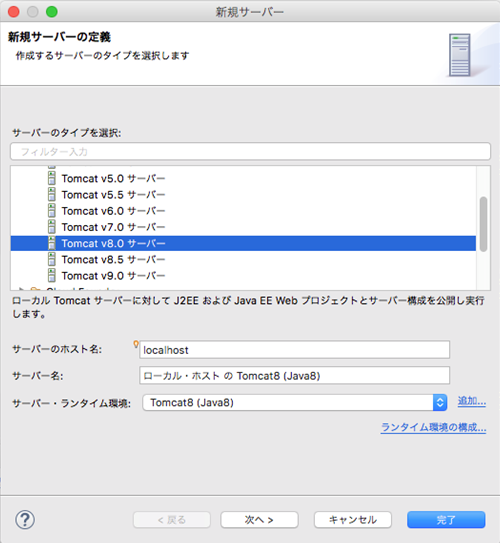 新規サーバー
新規サーバーの定義
作成するサーバーのタイプを選択します
サーバーのタイプを選択:
フィルター入力
Tomcat v5.0 サーバー
Tomcat v5.5 サーバー
Tomcat v6.0 サーバー
Tomcat v7.0 サーバー
Tomcat v8.0 サーバー
Tomcat v8.5 サーバー
Tomcat v9.0 サーバー
ローカル Tomcat サーバーに対して J2EE および Java EE Web プロジェクトとサーバー構成を公開し実行
します。
サーバーのホスト名: localhost
サーバー名: ローカル・ホスト の Tomcat8 (Java8)
サーバー・ランタイム環境: Tomcat8 (Java8) 追加...
ランタイム環境の構成...
? < 戻る 次へ > キャンセル 完了